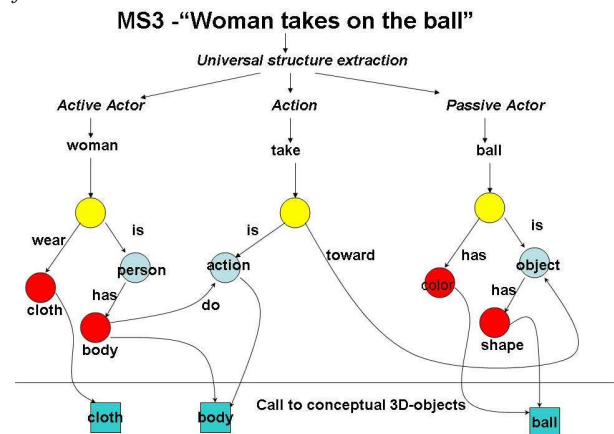 MS3 -“Woman takes on the ball”
Universal structure extraction
Active Actor
Action
Passive Actor
woman
take
ball
wear
is
is
toward
has
is
person
action
color
object
cloth
has
do
has
body
shape
cloth
body
Call to conceptual 3D-objects
ball